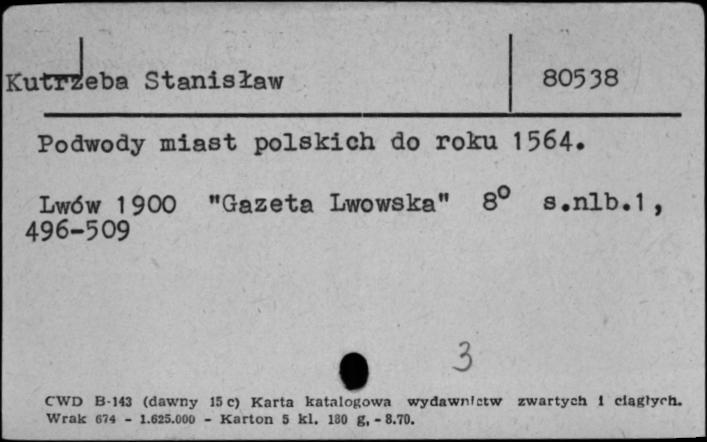 Kutrzeba Stanisław 80538
Podwody miast polskich do roku 1564.
Lwów 1900 "Gazeta Lwowska" 8° s.nlb.1,
496-509
3
CWD B-143 (dawny 15 c) Karta katalogowa wydawnictw zwartych i ciągłych.
Wrak 674 - 1.625.000 - Karton 5 kl. 180 g, - 8.70.